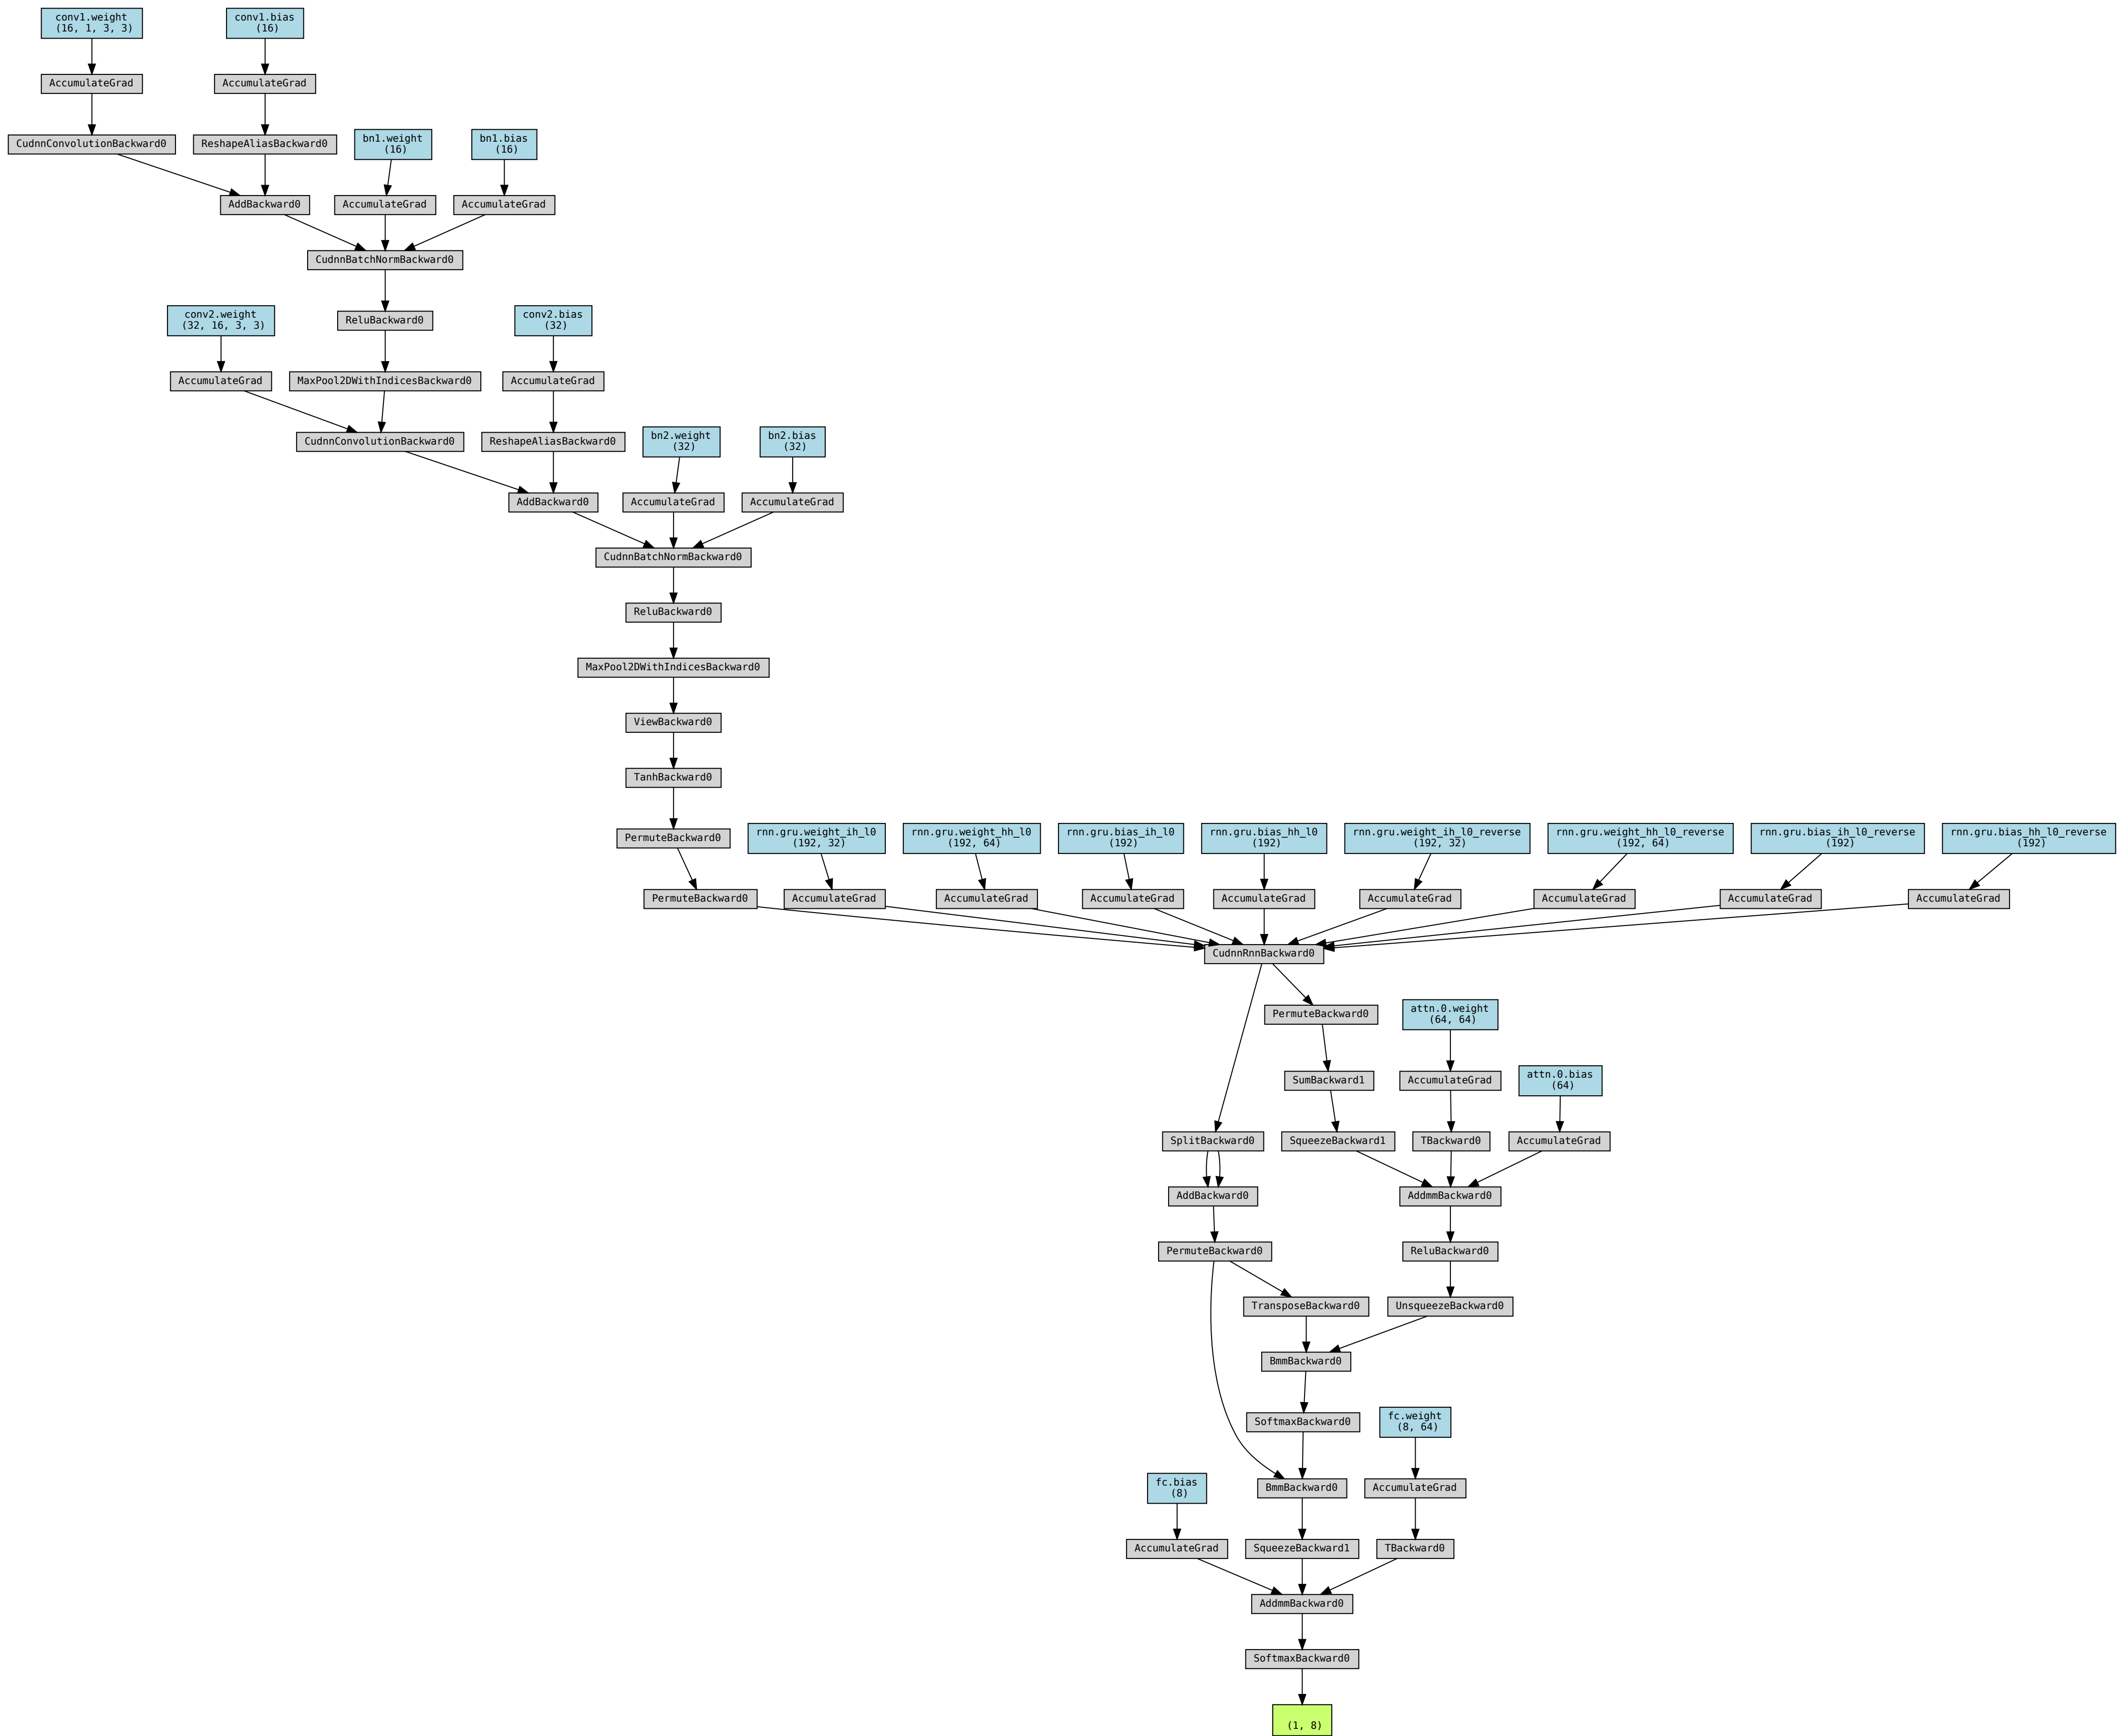 conv1.weight
(16, 1, 3, 3)
conv1.bias
(16)
AccumulateGrad
AccumulateGrad
CudnnConvolutionBackward0
ReshapeAliasBackward0
bn1.weight
(16)
bn1.bias
(16)
AddBackward0
AccumulateGrad
AccumulateGrad
CudnnBatchNormBackward0
conv2.weight
(32, 16, 3, 3)
ReluBackward0
conv2.bias
(32)
AccumulateGrad
MaxPool2DWithIndicesBackward0
AccumulateGrad
CudnnConvolutionBackward0
ReshapeAliasBackward0
bn2.weight
(32)
bn2.bias
(32)
AddBackward0
AccumulateGrad
AccumulateGrad
CudnnBatchNormBackward0
ReluBackward0
MaxPool2DWithIndicesBackward0
ViewBackward0
TanhBackward0
PermuteBackward0
rnn.gru.weight_ih_l0
(192, 32)
rnn.gru.weight_hh_l0
(192, 64)
rnn.gru.bias_ih_l0
(192)
rnn.gru.bias_hh_l0
(192)
rnn.gru.weight_ih_l0_reverse
(192, 32)
rnn.gru.weight_hh_l0_reverse
(192, 64)
rnn.gru.bias_ih_l0_reverse
(192)
rnn.gru.bias_hh_l0_reverse
(192)
PermuteBackward0
AccumulateGrad
AccumulateGrad
AccumulateGrad
AccumulateGrad
AccumulateGrad
AccumulateGrad
AccumulateGrad
AccumulateGrad
CudnnRnnBackward0
PermuteBackward0
attn.0.weight
(64, 64)
SumBackward1
AccumulateGrad
attn.0.bias
(64)
SplitBackward0
SqueezeBackward1
TBackward0
AccumulateGrad
AddBackward0
AddmmBackward0
PermuteBackward0
ReluBackward0
TransposeBackward0
UnsqueezeBackward0
BmmBackward0
SoftmaxBackward0
fc.weight
(8, 64)
fc.bias
(8)
BmmBackward0
AccumulateGrad
AccumulateGrad
SqueezeBackward1
TBackward0
AddmmBackward0
SoftmaxBackward0
(1, 8)